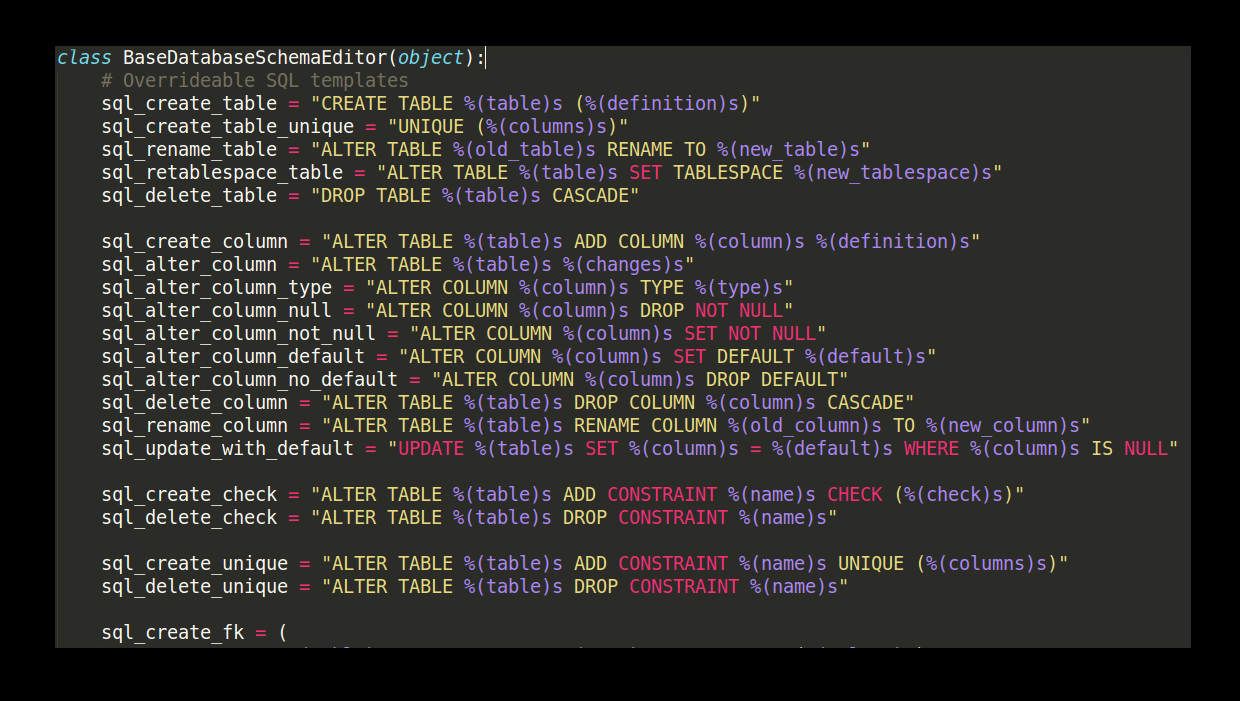 class BaseDatabaseSchemaEditor(object):
# Overrideable SQL templates
sql_create_table = "CREATE TABLE %(table)s (%(definition)s)"
sql_create_table_unique = "UNIQUE (%(columns)s)"
sql_rename_table = "ALTER TABLE %(old_table)s RENAME TO %(new_table)s"
sql_retablespace_table = "ALTER TABLE %(table)s SET TABLESPACE %(new_tablespace)s"
sql_delete_table = "DROP TABLE %(table)s CASCADE"
sql_create_column = "ALTER TABLE %(table)s ADD COLUMN %(column)s %(definition)s"
sql_alter_column = "ALTER TABLE %(table)s %(changes)s"
sql_alter_column_type = "ALTER COLUMN %(column)s TYPE %(type)s"
sql_alter_column_null = "ALTER COLUMN %(column)s DROP NOT NULL"
sql_alter_column_not_null = "ALTER COLUMN %(column)s SET NOT NULL"
sql_alter_column_default = "ALTER COLUMN %(column)s SET DEFAULT %(default)s"
sql_alter_column_no_default = "ALTER COLUMN %(column)s DROP DEFAULT"
sql_delete_column = "ALTER TABLE %(table)s DROP COLUMN %(column)s CASCADE"
sql_rename_column = "ALTER TABLE %(table)s RENAME COLUMN %(old_column)s TO %(new_column)s"
sql_update_with_default = "UPDATE %(table)s SET %(column)s = %(default)s WHERE %(column)s IS NULL"
sql_create_check = "ALTER TABLE %(table)s ADD CONSTRAINT %(name)s CHECK (%(check)s)"
sql_delete_check = "ALTER TABLE %(table)s DROP CONSTRAINT %(name)s"
sql_create_unique = "ALTER TABLE %(table)s ADD CONSTRAINT %(name)s UNIQUE (%(columns)s)"
sql_delete_unique = "ALTER TABLE %(table)s DROP CONSTRAINT %(name)s"
sql_create_fk = (